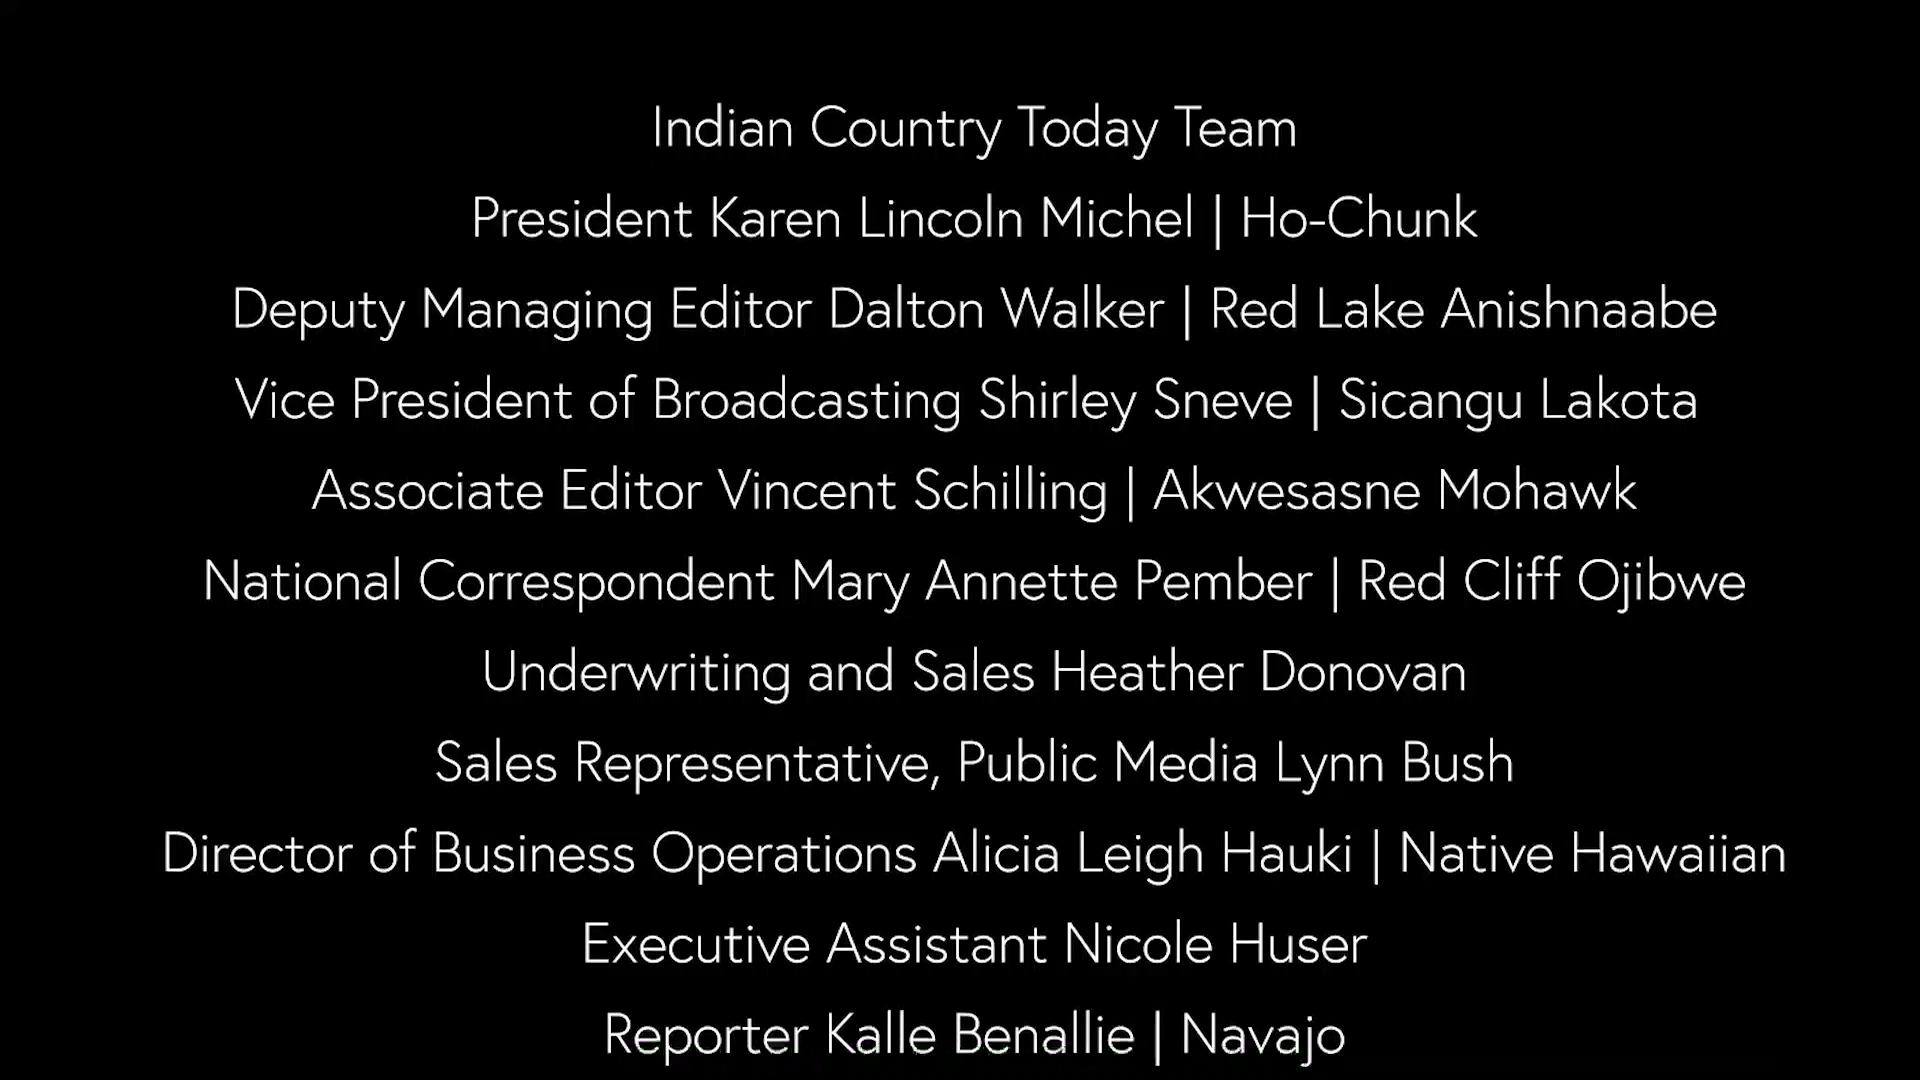 Indian Country Today Team
President Karen Lincoln Michel | Ho-Chunk
Deputy Managing Editor Dalton Walker | Red Lake Anishnaabe
Vice President of Broadcasting Shirley Sneve | Sicangu Lakota
Associate Editor Vincent Schilling | Akwesasne Mohawk
National Correspondent Mary Annette Pember | Red Cliff Ojibwe
Underwriting and Sales Heather Donovan
Sales Representative, Public Media Lynn Bush
Director of Business Operations Alicia Leigh Hauki | Native Hawaiian
Executive Assistant Nicole Huser
Reporter Kalle Benallie | Navajo